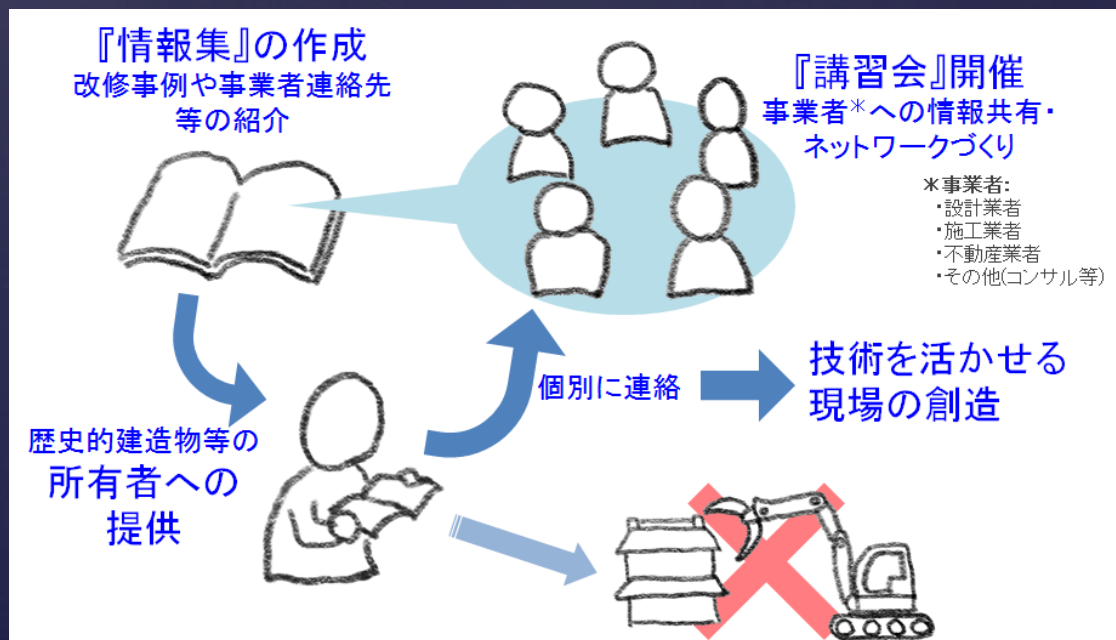 『情報集』の作成
改修事例や事業者連絡先
等の紹介
『講習会』開催
事業者*への情報共有・
ネットワークづくり
*事業者:
・設計業者
・施工業者
・不動産業者
・その他(コンサル等)
個別に連絡
技術を活かせる
現場の創造
歴史的建造物等の
所有者への
提供